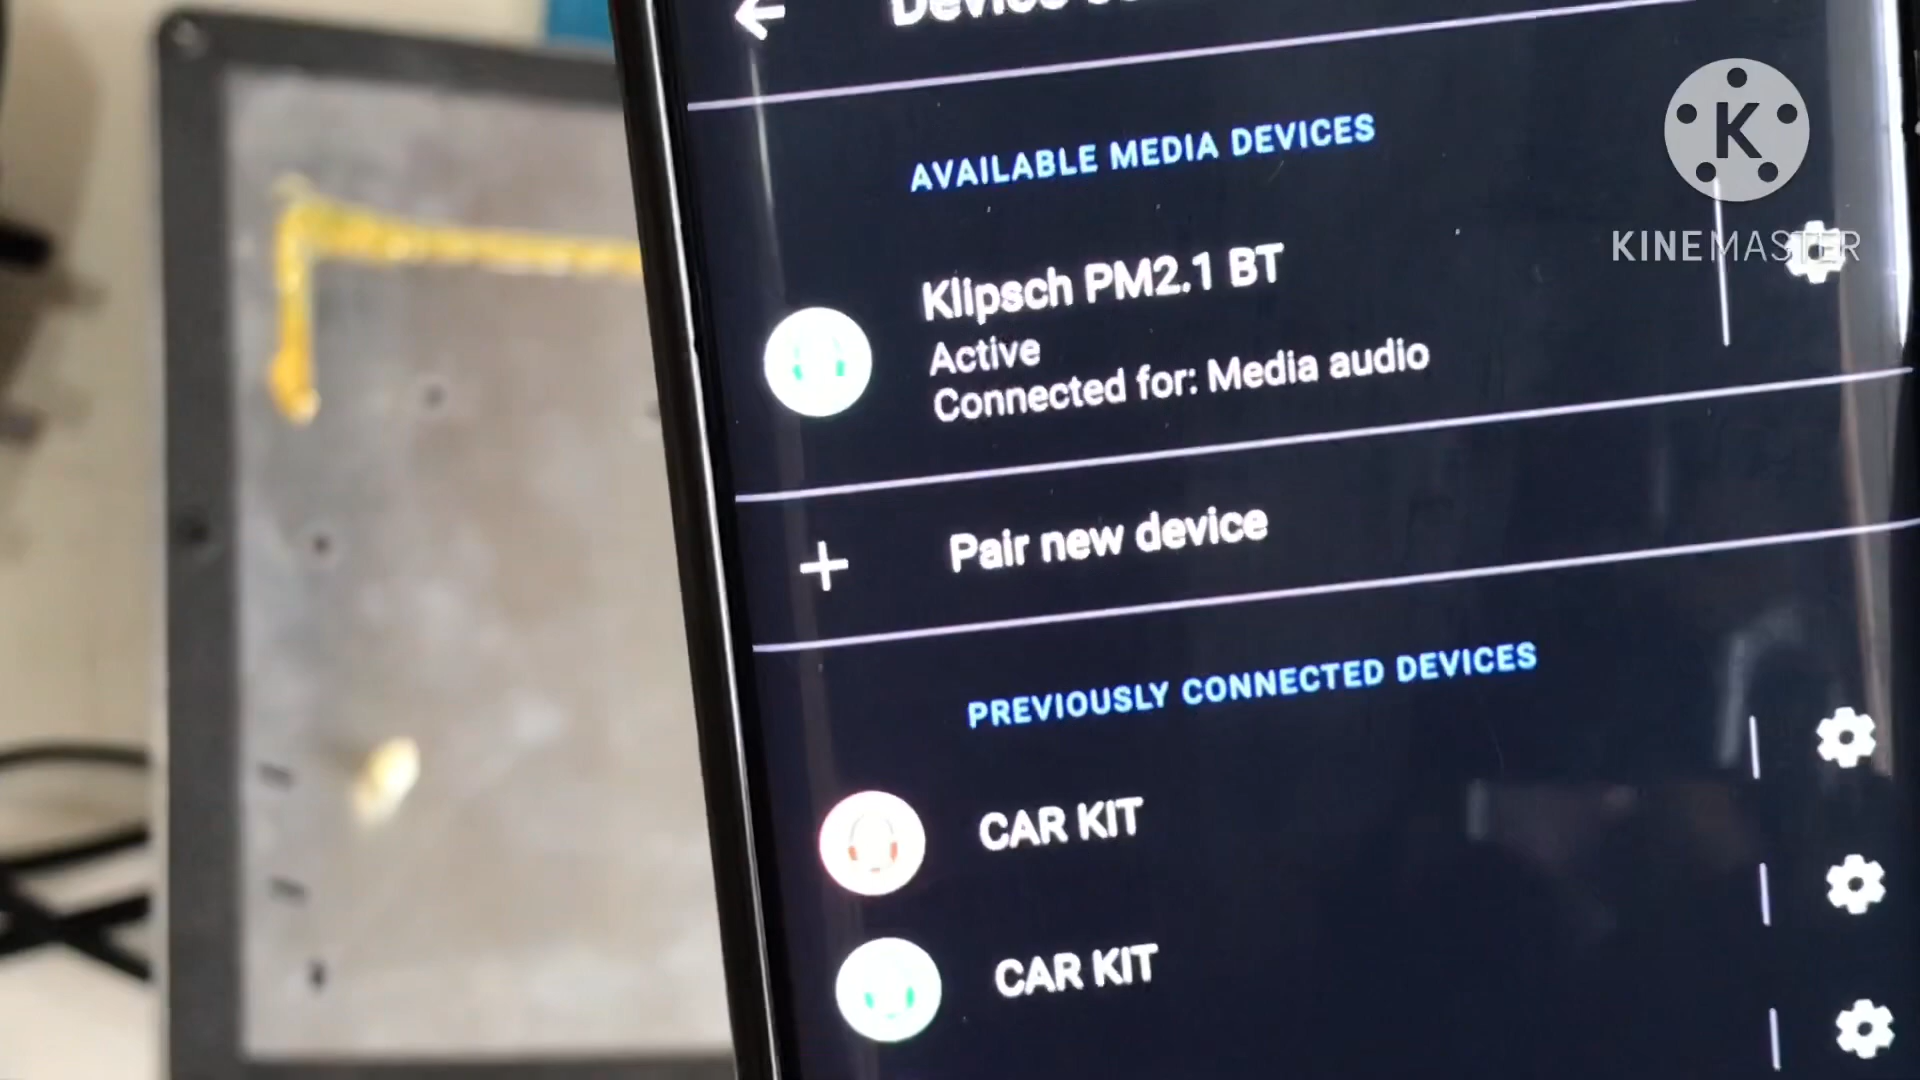 Device
AVAILABLE MEDIA DEVICES
K
KINEMASTER
Klipsch PM2.1 BT
Active
Connected for: Media audio
Pair new device
PREVIOUSLY CONNECTED DEVICES
CAR KIT
CAR KIT